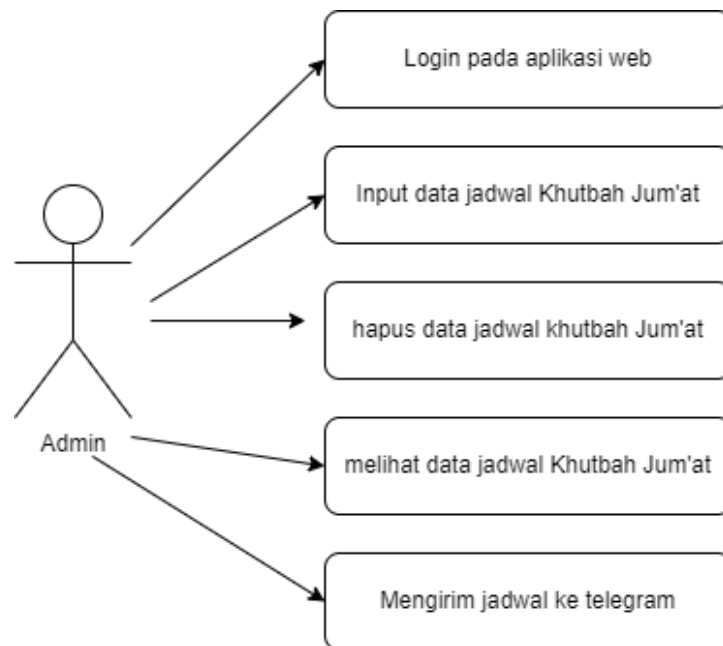 Login pada aplikasi web
Input data jadwal Khutbah Jum'at
hapus data jadwal khutbah Jum'at
Admin
melihat data jadwal Khutbah Jum'at
Mengirim jadwal ke telegram